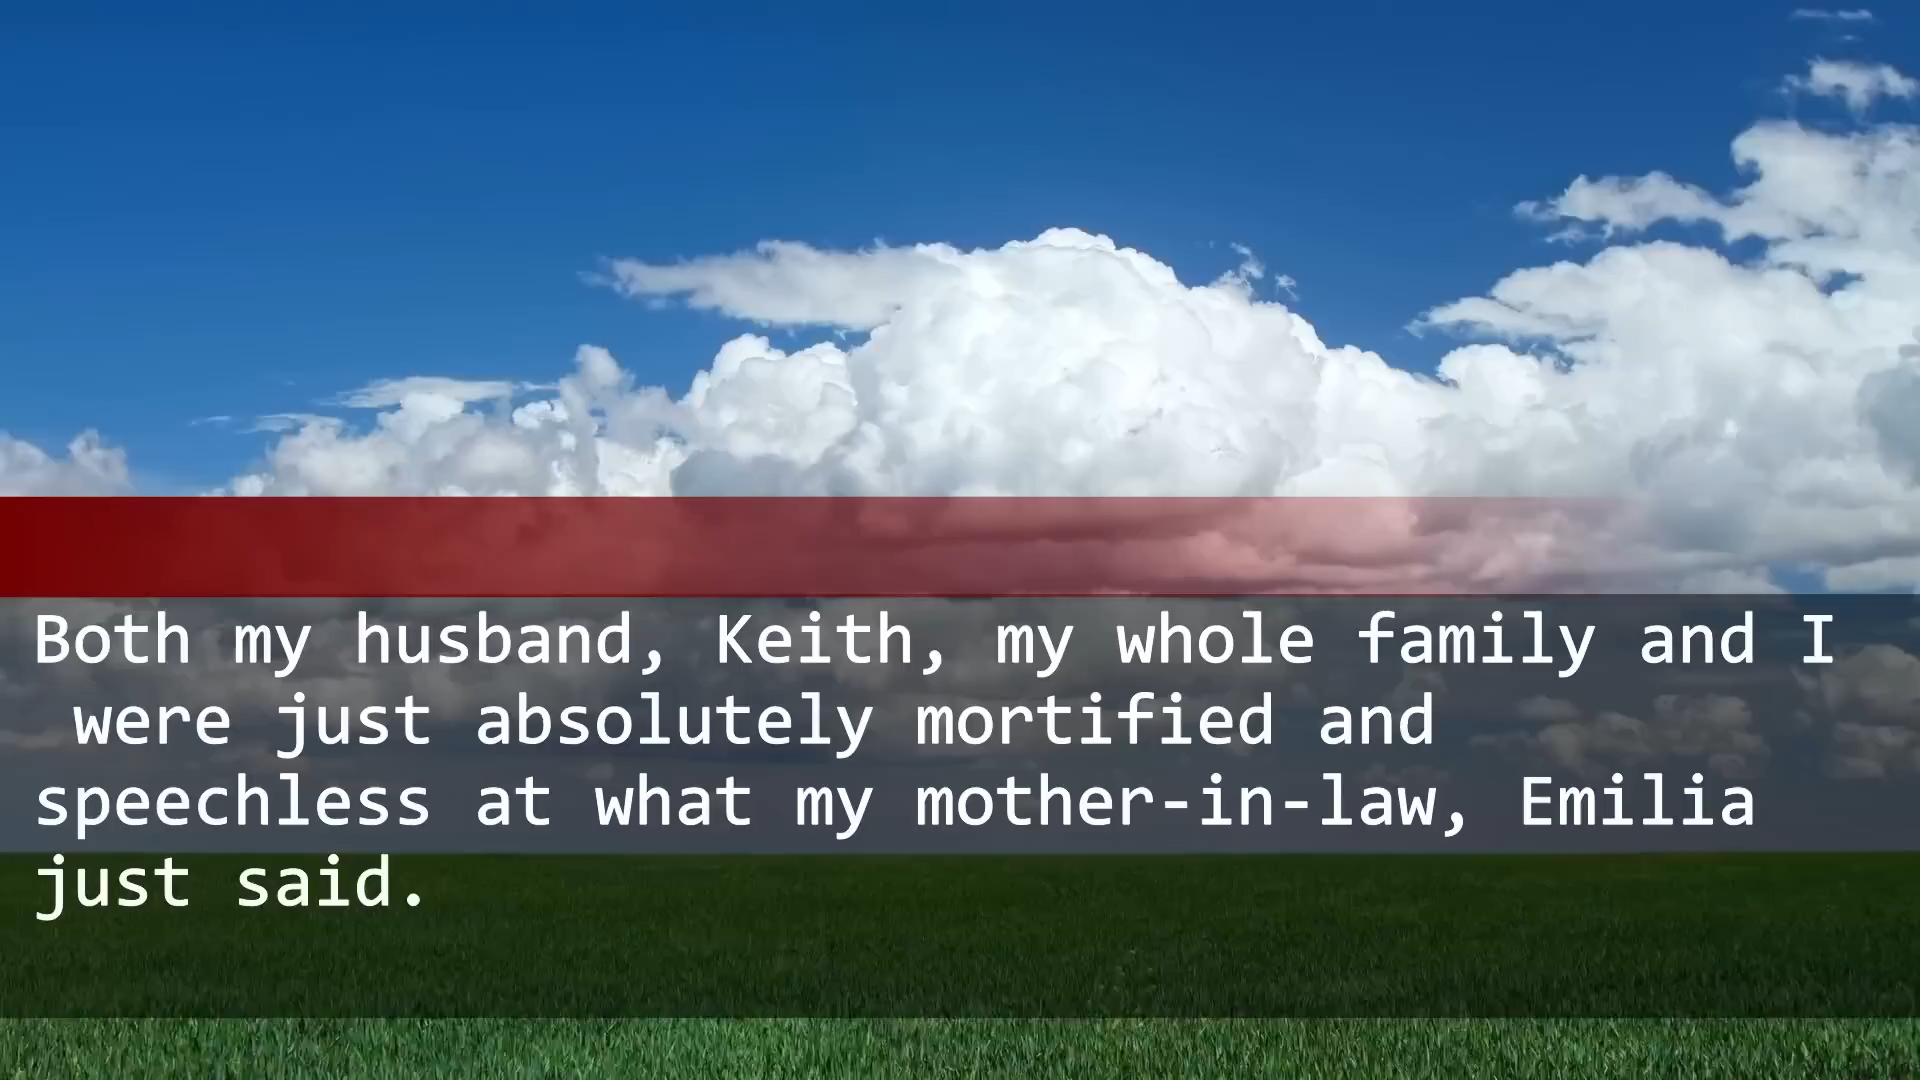 Both my husband, Keith, my whole family and I
were just absolutely mortified and
speechless at what my mother-in-law, Emilia
just said.